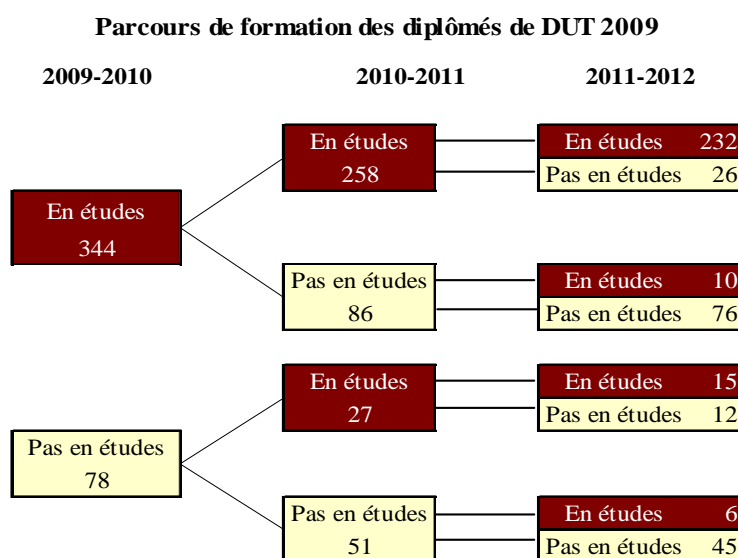 Parcours de formation des diplômés de DUT 2009
2009-2010 2010-2011 2011-2012
En études
344
En études
258
En études 232
Pas en études 26
Pas en études
86
En études 10
Pas en études 76
Pas en études
78
En études
27
En études 15
Pas en études 12
Pas en études
51
En études 6
Pas en études 45